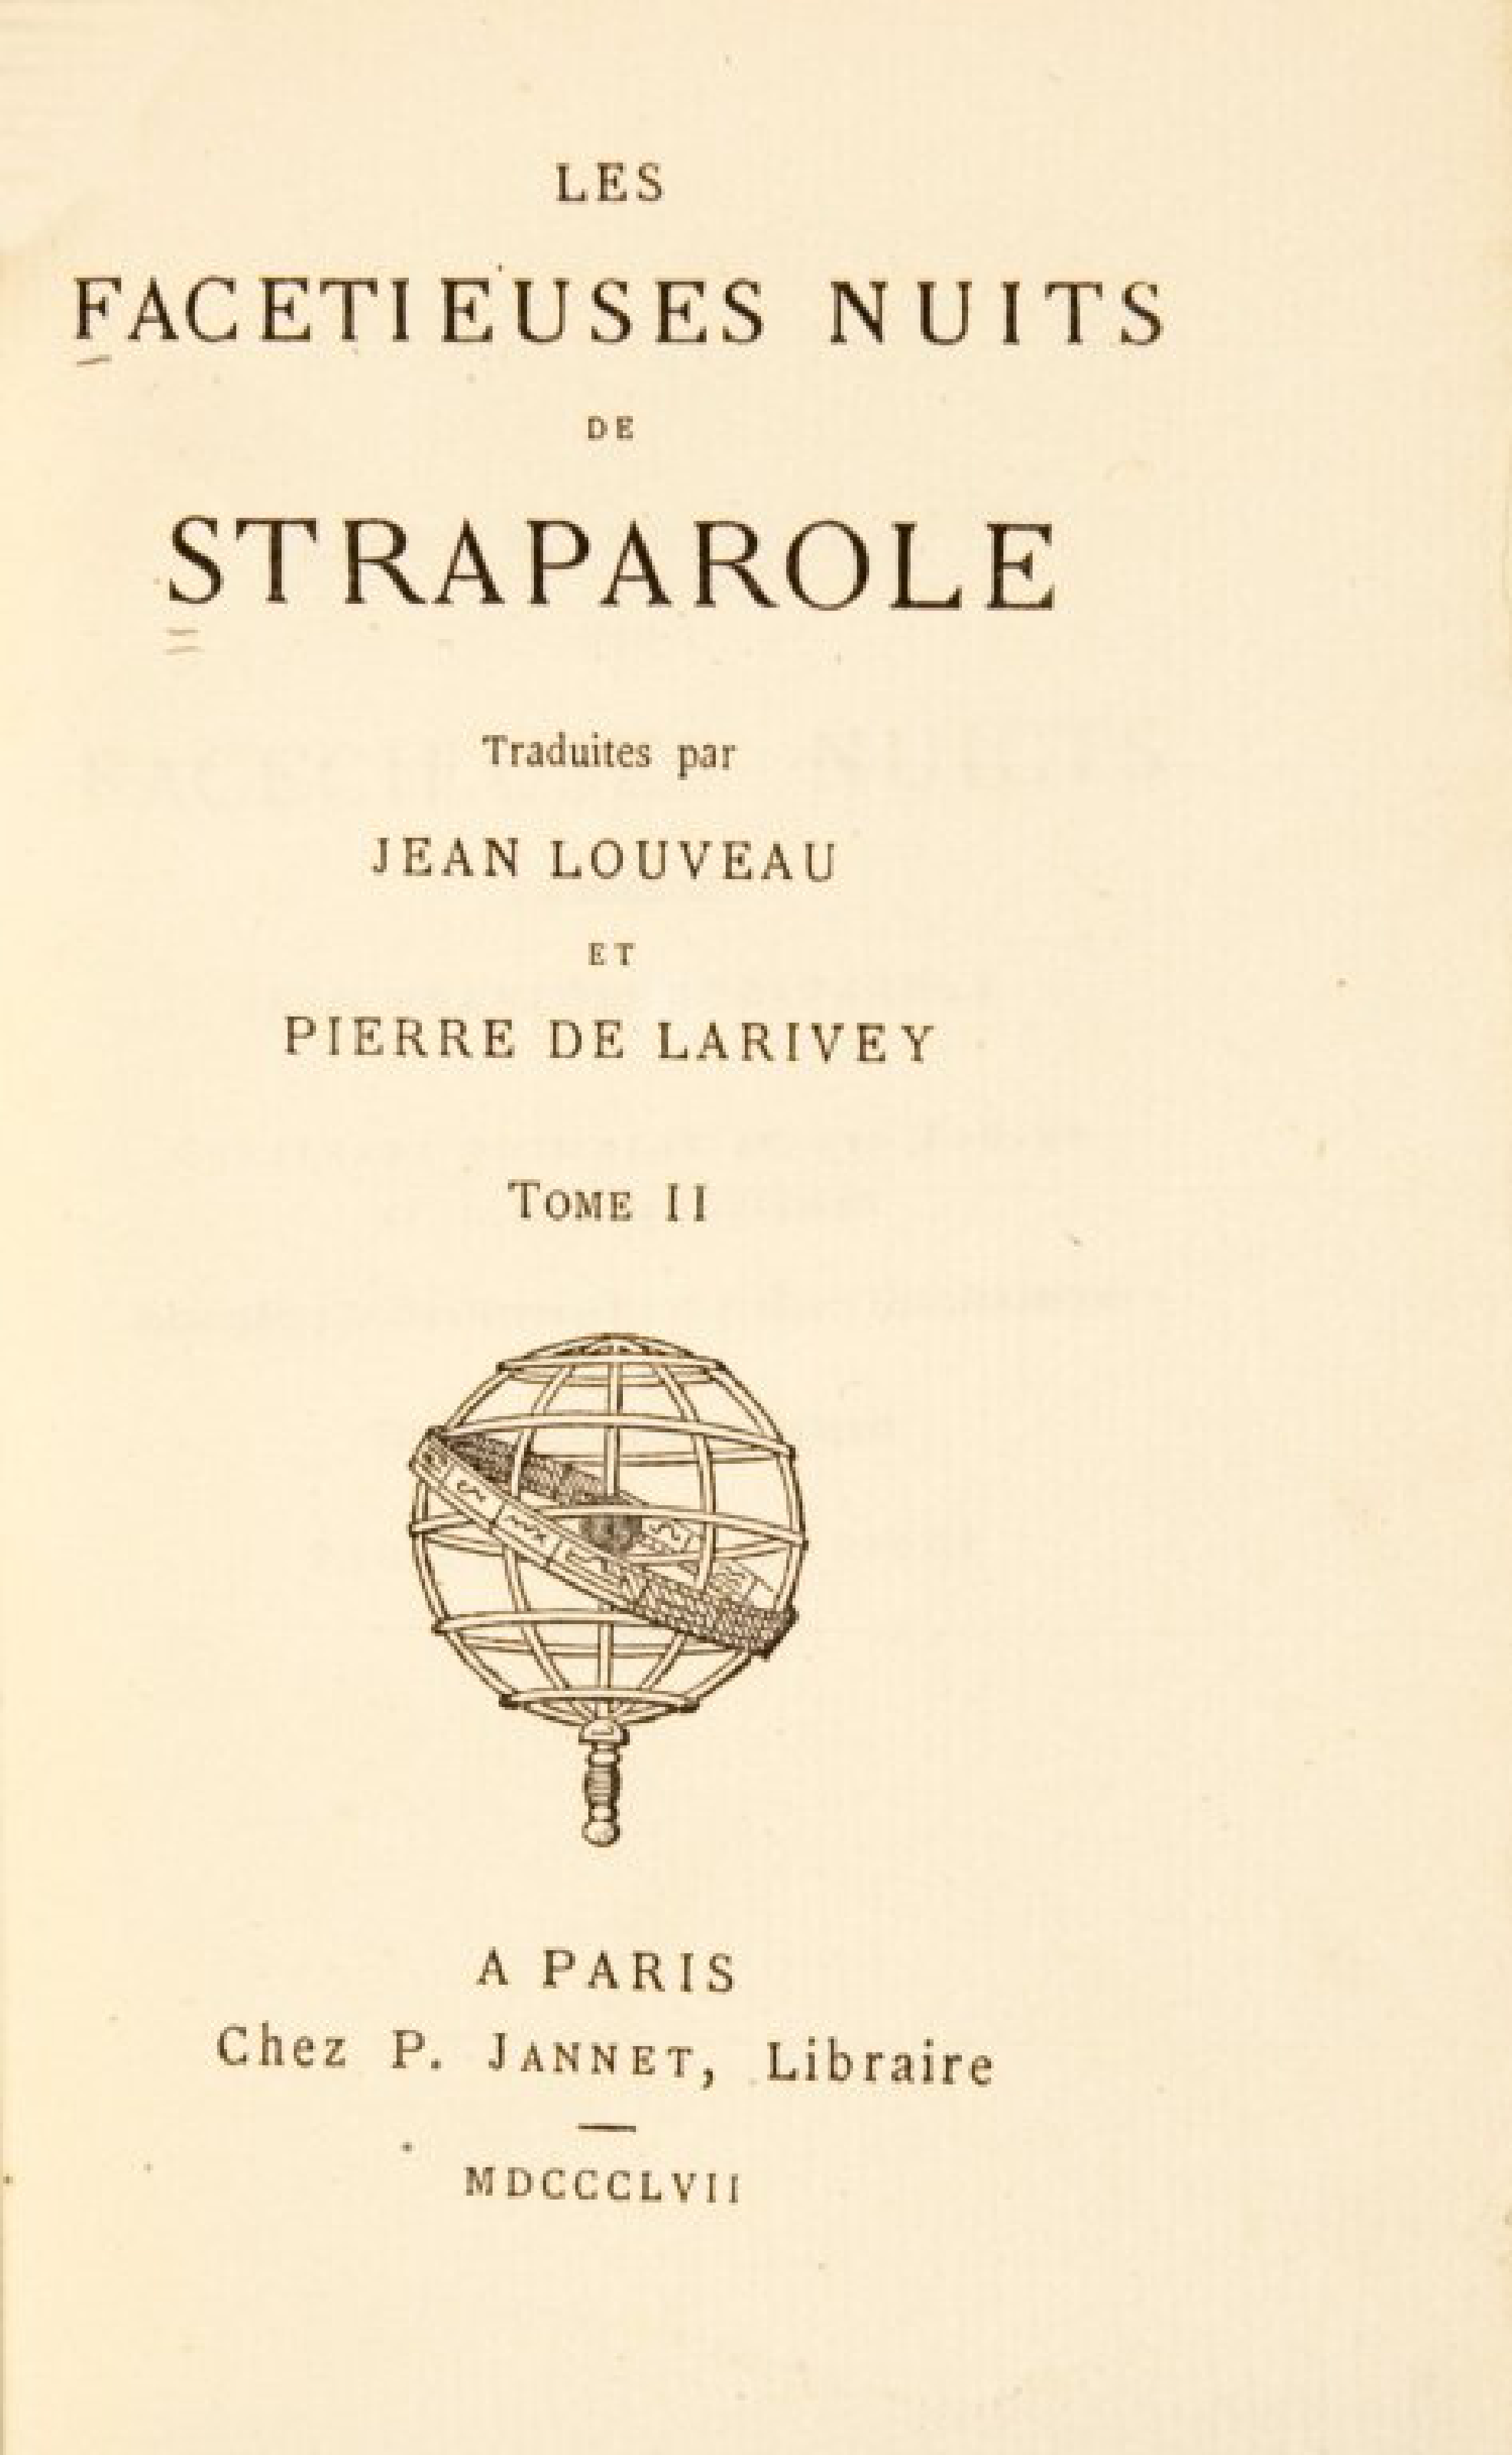 LES
FACETIEUSES NUITS
DE
STRAPAROLE
Traduites par
JEAN LOUVEAU
ET
PIERRE DE LARIVEY
TOME II
A PARIS
Chez P. JANNET, Libraire
MDCCCLVII